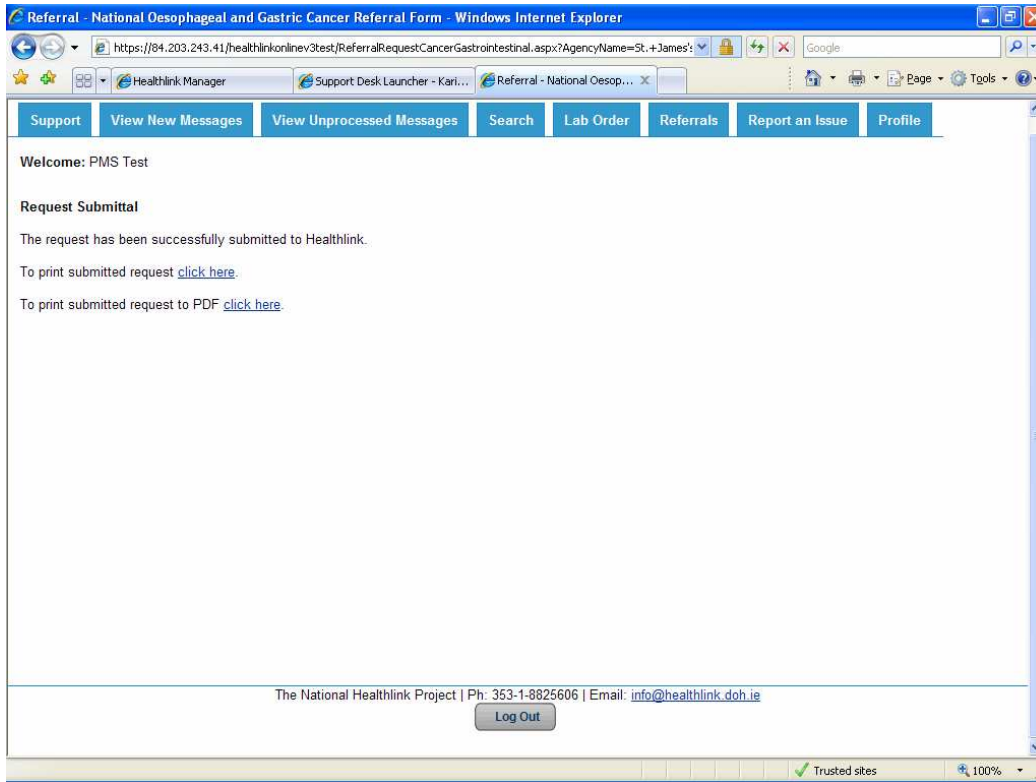 Referral - National Oesophageal and Gastric Cancer Referral Form - Windows Internet Explorer
https://84.203.243.41/healthlinkonlinev3test/ReferralRequestCancerGastrointestinal.aspx?AgencyName=St.+James's Google
Healthlink Manager Support Desk Launcher - Kari... Referral - National Oesop... Page Tools
Support View New Messages View Unprocessed Messages Search Lab Order Referrals Report an Issue Profile
Welcome: PMS Test
Request Submittal
The request has been successfully submitted to Healthlink.
To print submitted request click here.
To print submitted request to PDF click here.
The National Healthlink Project | Ph: 353-1-8825606 | Email: info@healthlink.doh.ie
Log Out
Trusted sites 100%